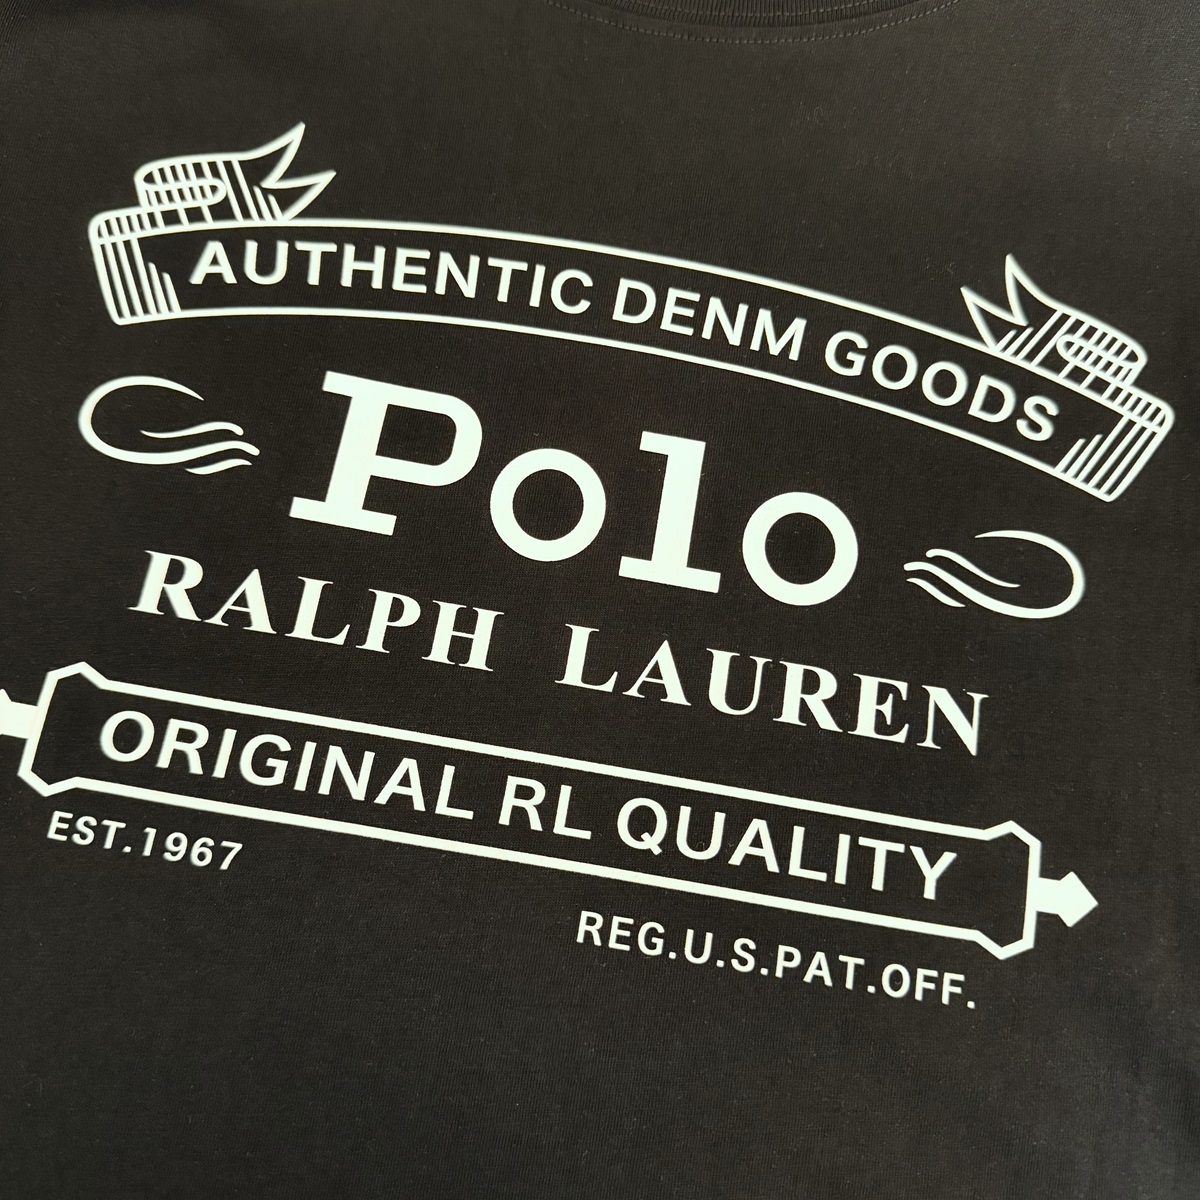 AUTHENTIC DENM GOODS
Polo
RALPH LAUREN
ORIGINAL RL QUALITY
EST.1967
REG.U.S.PAT.OFF.